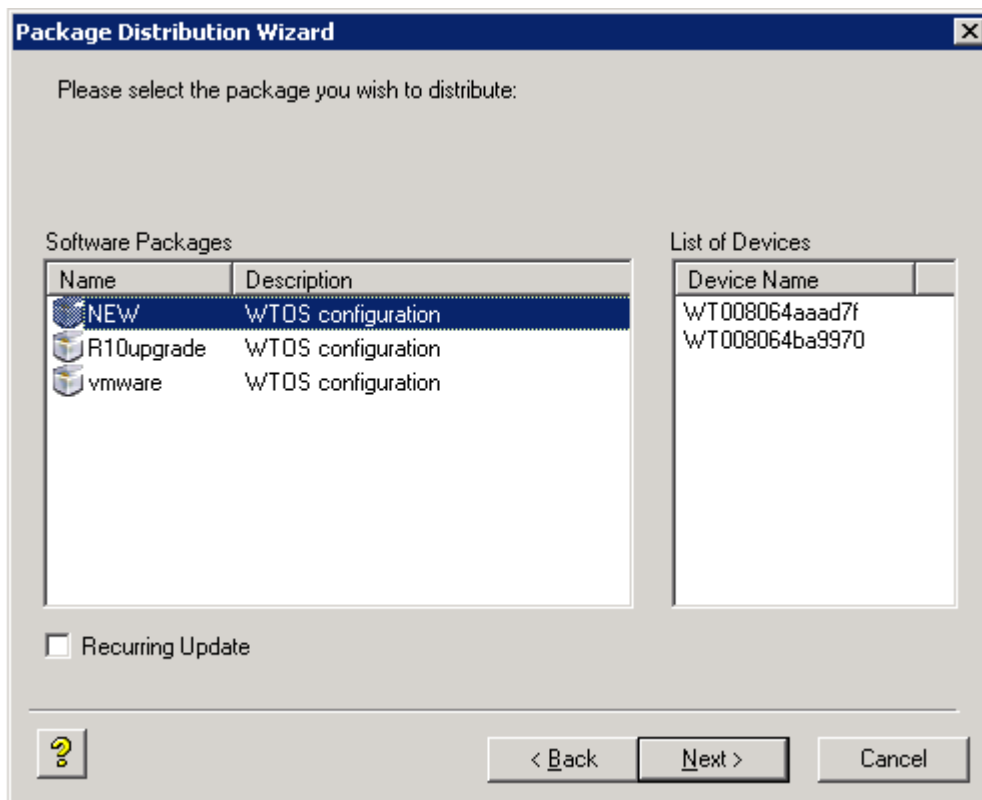 Package Distribution Wizard
Please select the package you wish to distribute:
Software Packages
List of Devices
Name Description
Device Name
NEW WTOS configuration
WT008064aaad7f
R10upgrade WTOS configuration
WT008064ba9970
vmware WTOS configuration
Recurring Update
< Back Next > Cancel